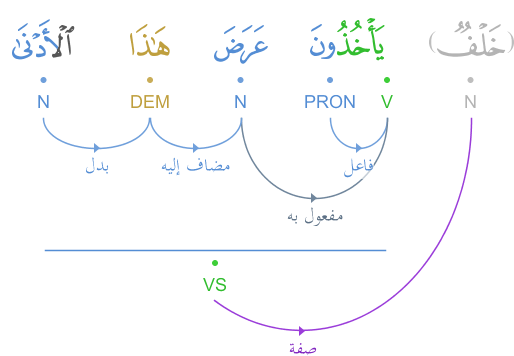 (خَلْفٌ) يَأْخُذُونَ عَرَضَ هَٰذَا ٱلْأَدْنَىٰ
N V PRON N DEM N
فاعل مضاف إليه بدل
مفعول به
VS
صفة